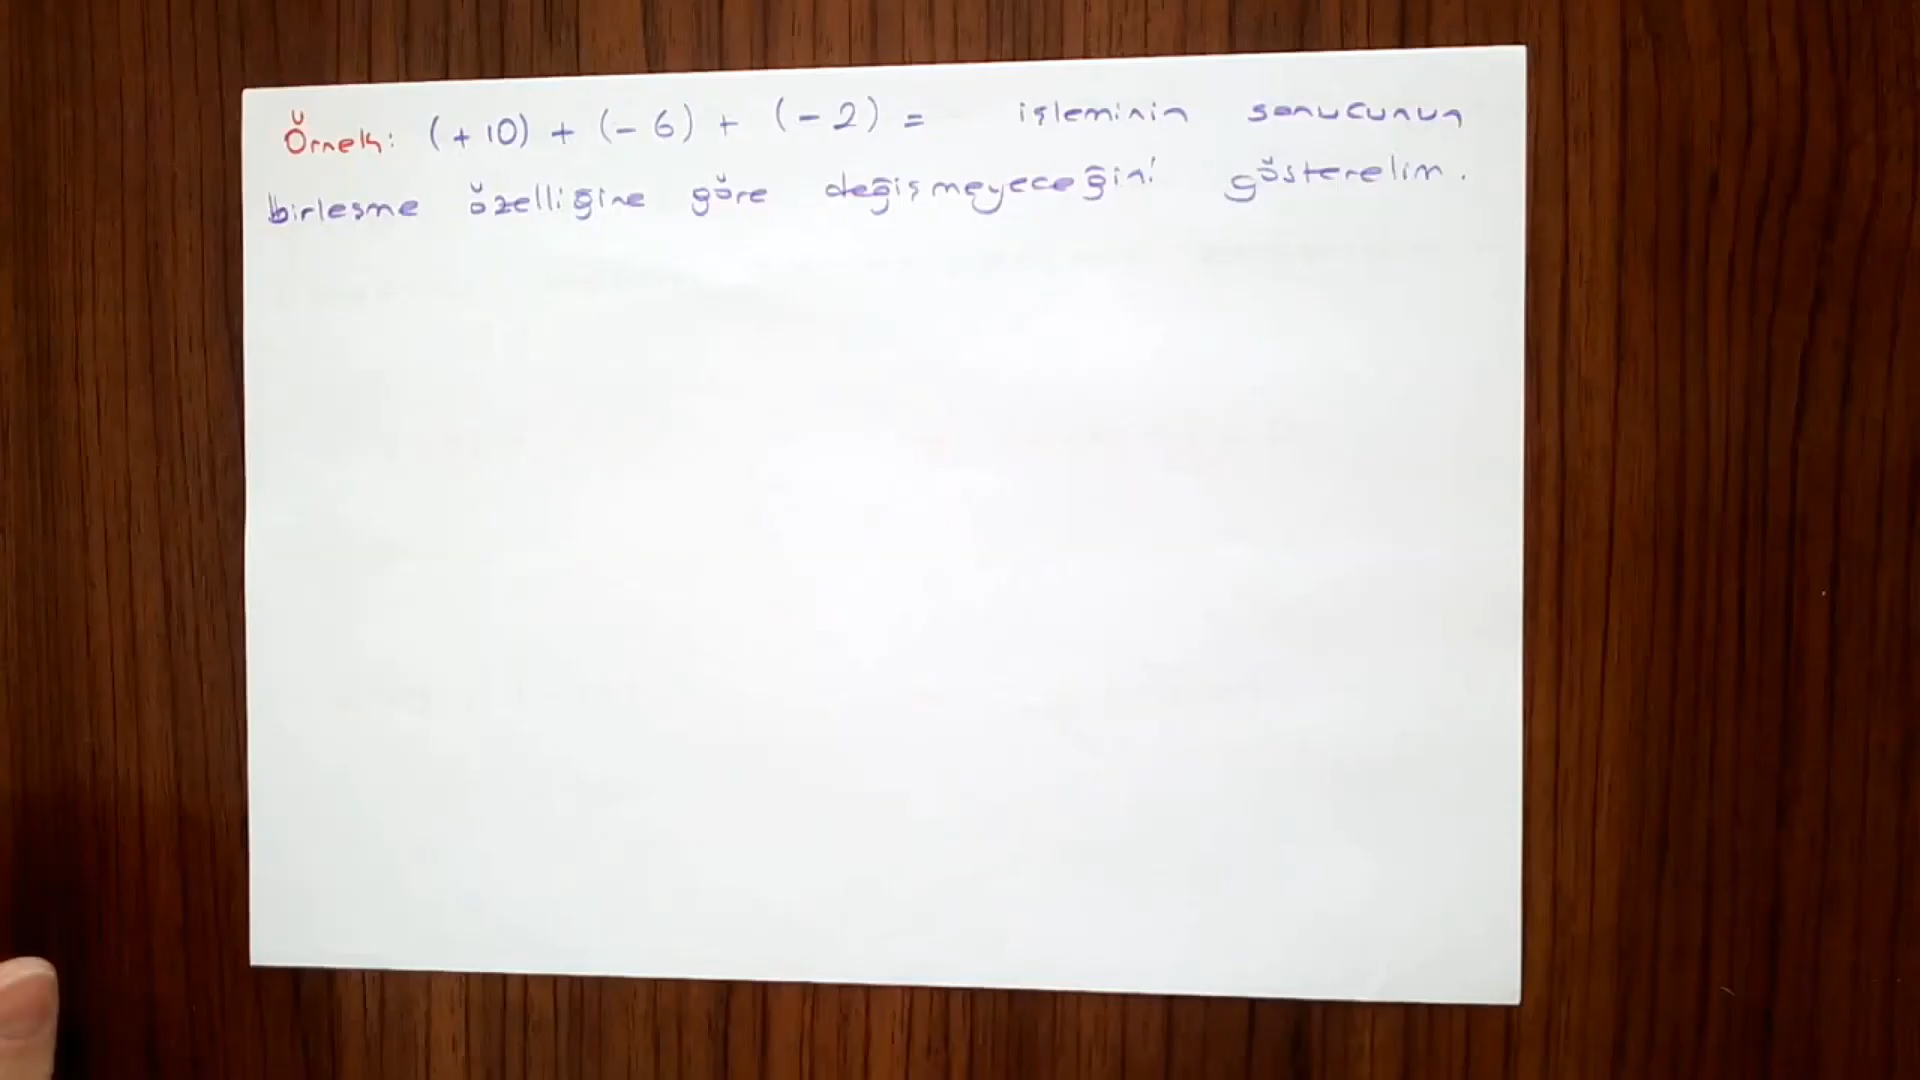 Örnek: (+10) + (-6) + (-2) = işleminin sonucunun
birleşme özelliğine göre değişmeyeceğini gösterelim.